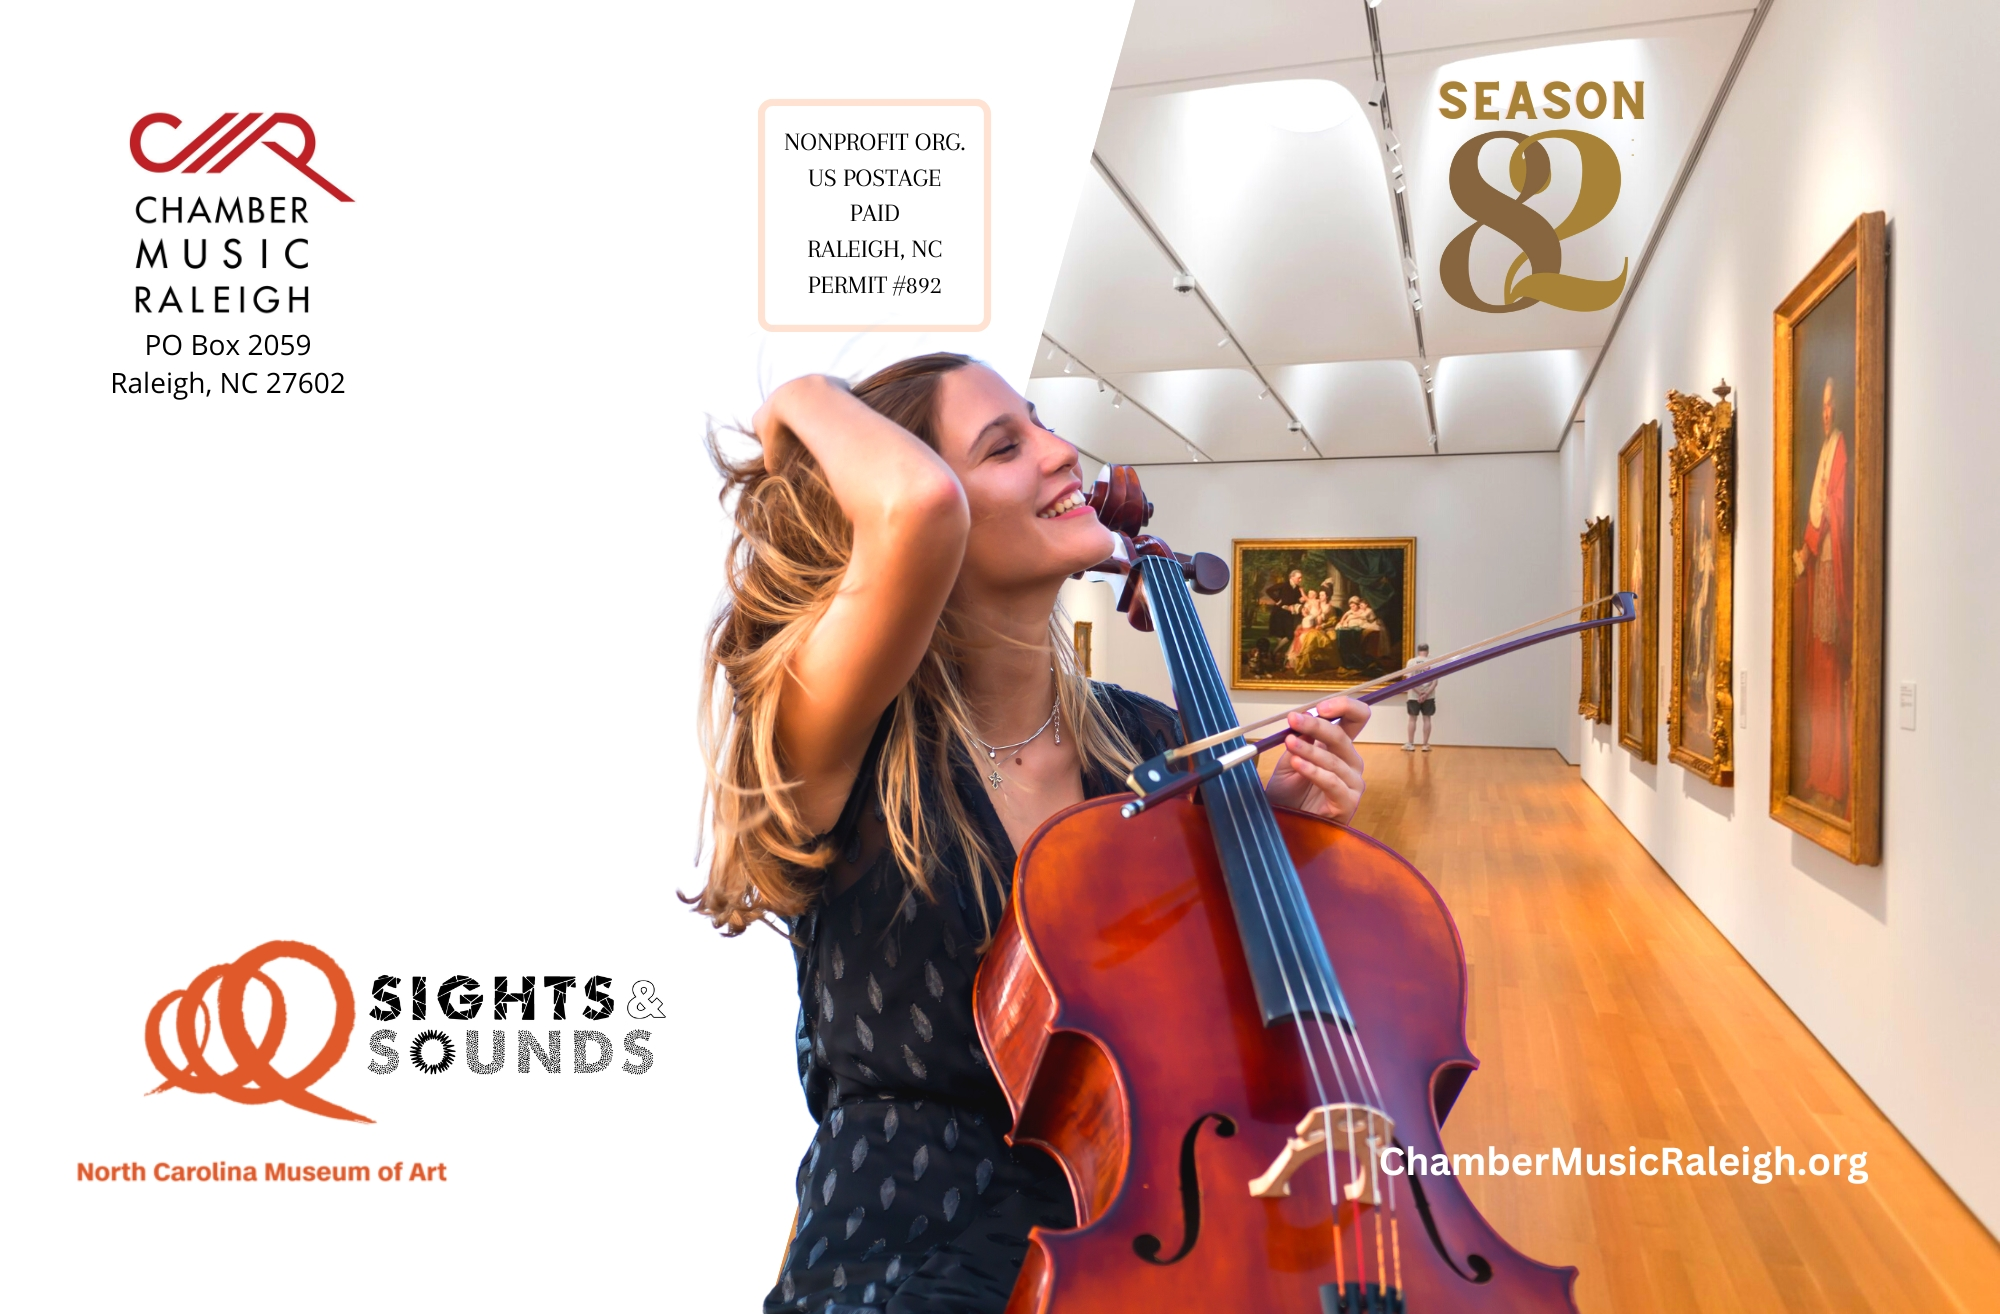 CMR
CHAMBER
MUSIC
RALEIGH
PO Box 2059
Raleigh, NC 27602
NONPROFIT ORG.
US POSTAGE
PAID
RALEIGH, NC
PERMIT #892
SEASON
82
SIGHTS &
SOUNDS
North Carolina Museum of Art
ChamberMusicRaleigh.org